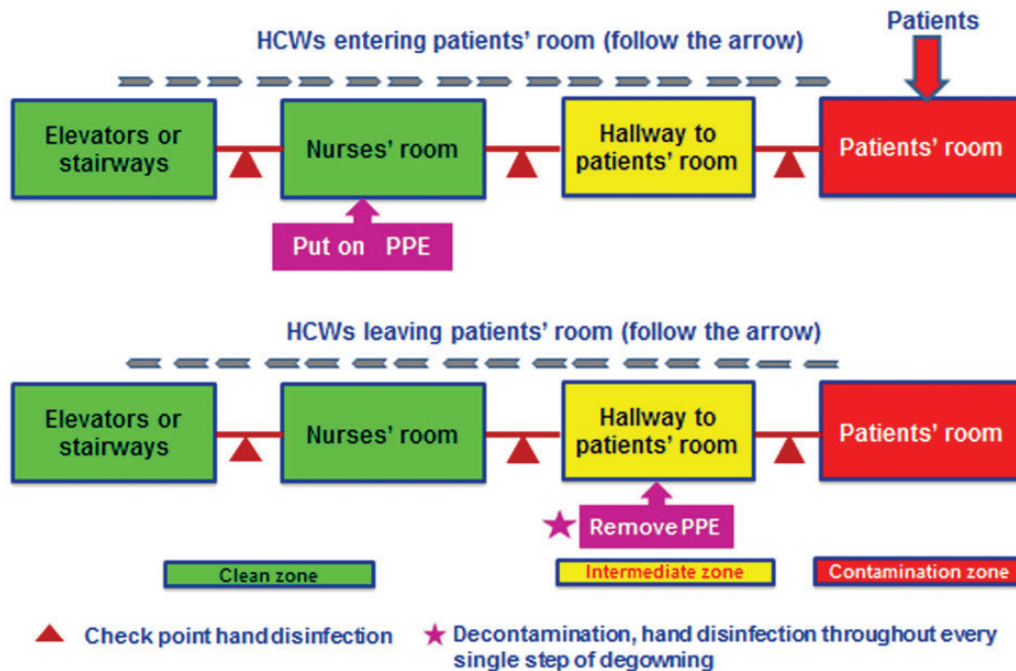 Patients
HCWs entering patients' room (follow the arrow)
Elevators or
stairways
Nurses' room
Hallway to
patients' room
Patients' room
Put on PPE
HCWs leaving patients' room (follow the arrow)
Elevators or
stairways
Nurses' room
Hallway to
patients' room
Patients' room
Remove PPE
Clean zone
Intermediate zone
Contamination zone
Check point hand disinfection
Decontamination, hand disinfection throughout every
single step of degowning